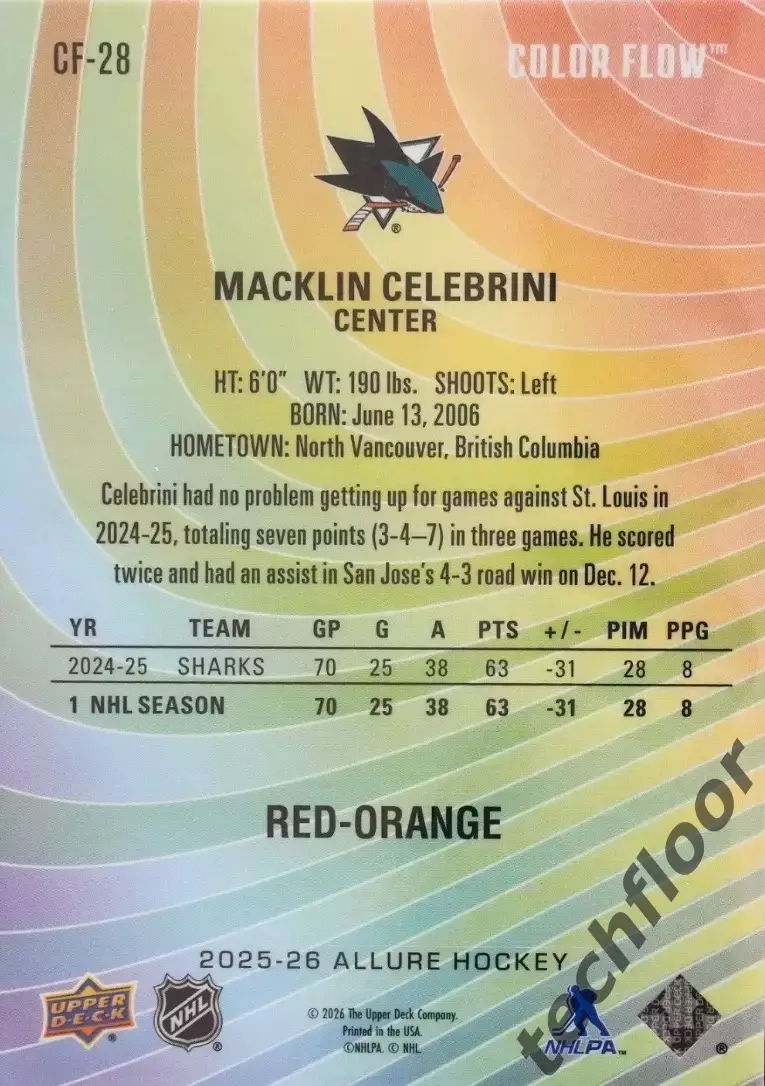 CF-28
COLOR FLOW™
®
MACKLIN CELEBRINI
CENTER
HT: 6'0" WT: 190 lbs. SHOOTS: Left
BORN: June 13, 2006
HOMETOWN: North Vancouver, British Columbia
Celebrini had no problem getting up for games against St. Louis in
2024-25, totaling seven points (3-4–7) in three games. He scored
twice and had an assist in San Jose's 4-3 road win on Dec. 12.
YR TEAM GP G A PTS +/- PIM PPG
2024-25 SHARKS 70 25 38 63 -31 28 8
1 NHL SEASON 70 25 38 63 -31 28 8
RED-ORANGE
techfloor
2025-26 ALLURE HOCKEY
UPPER
D·E·C·K
®
NHL
®
© 2026 The Upper Deck Company.
Printed in the USA.
©NHLPA. © NHL.
NHLPA™
®